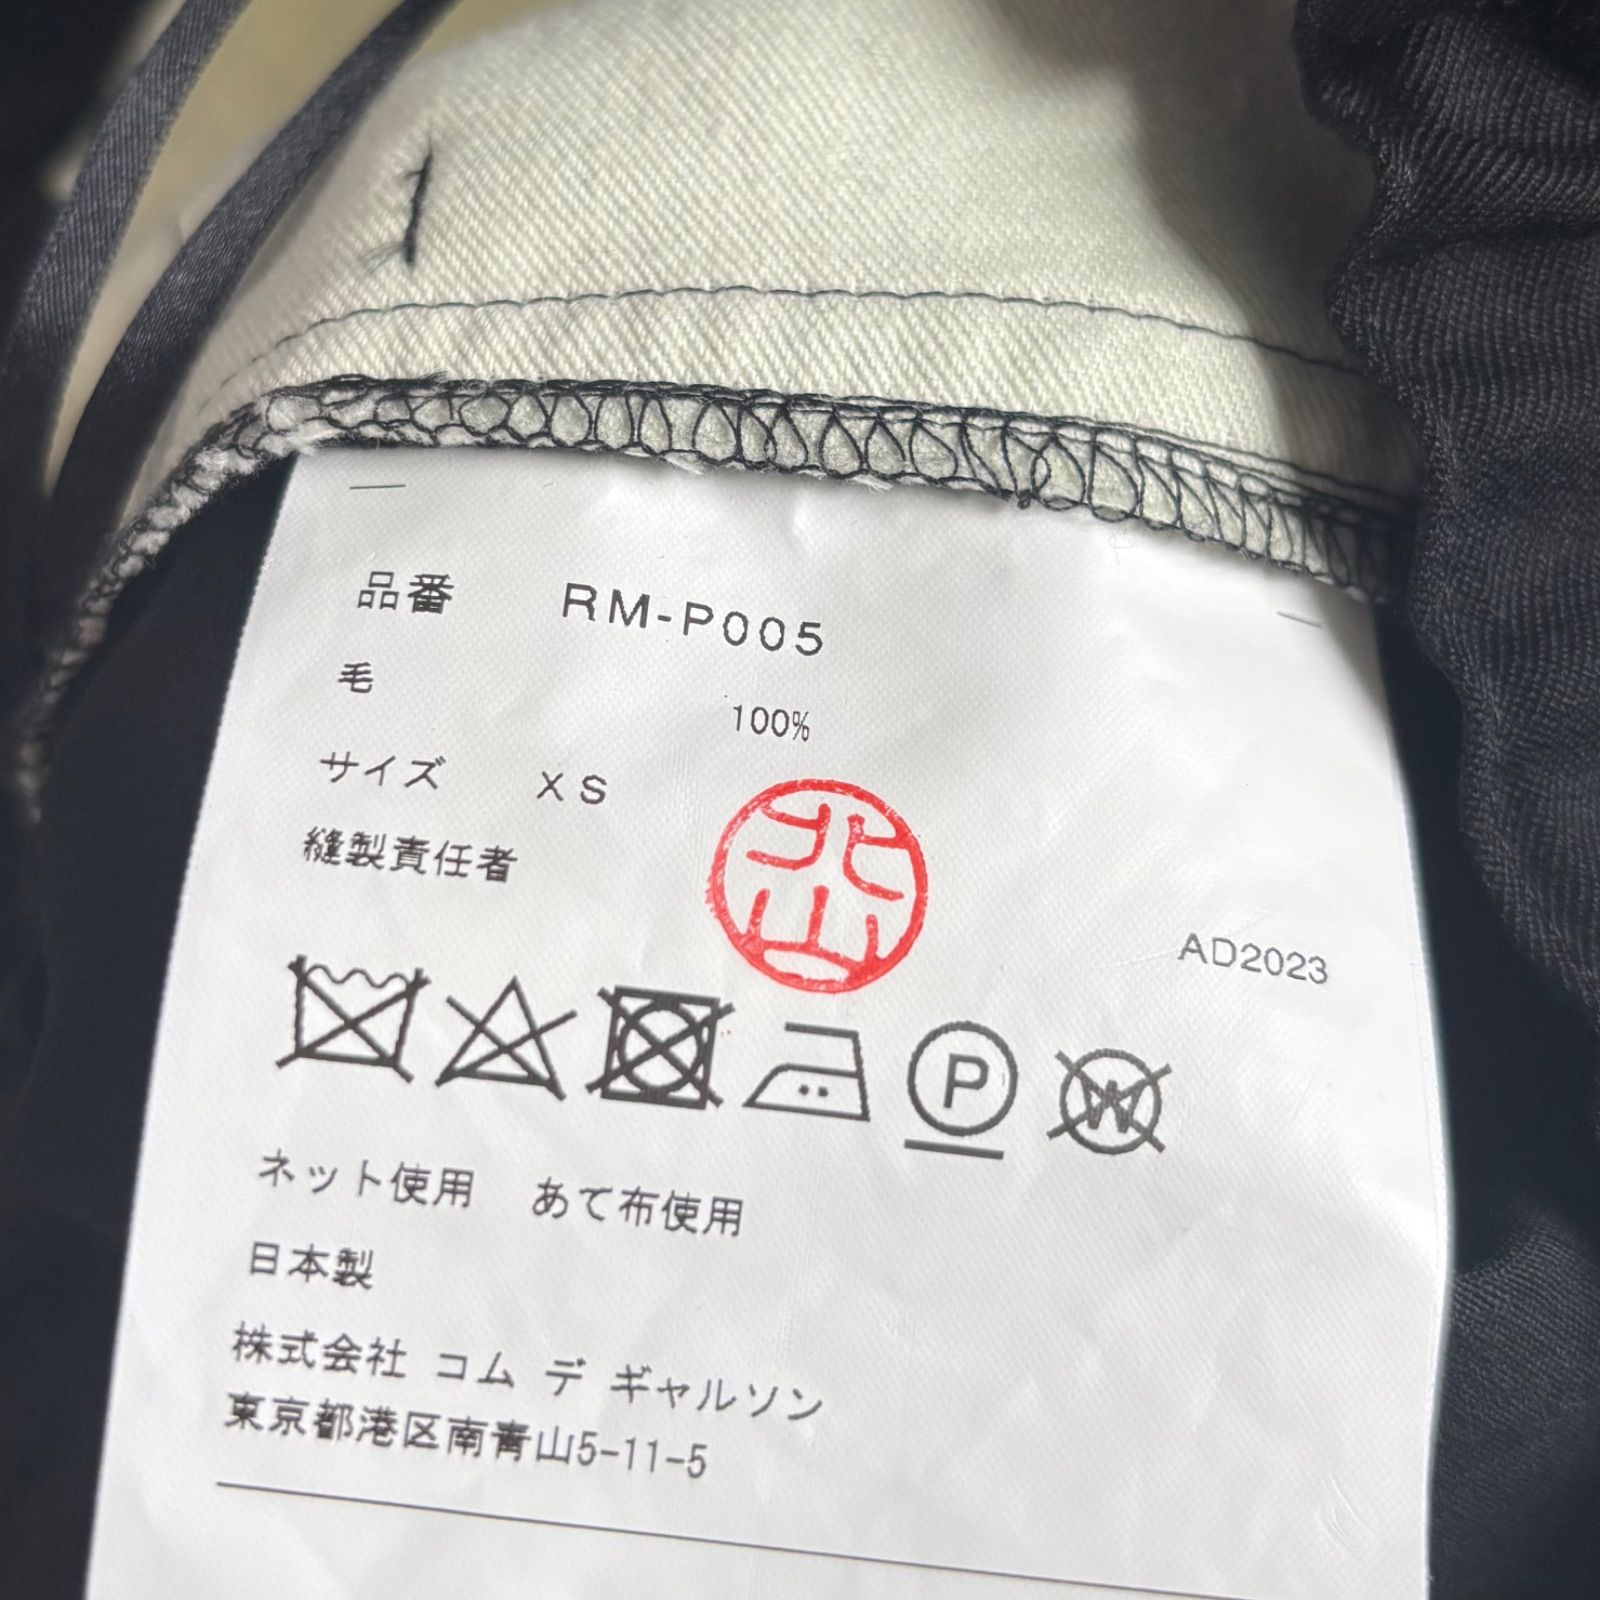 品番 RM-P005
毛 100%
サイズ XS
縫製責任者 北山
AD2023
P W
ネット使用 あて布使用
日本製
株式会社 コム デ ギャルソン
東京都港区南青山5-11-5